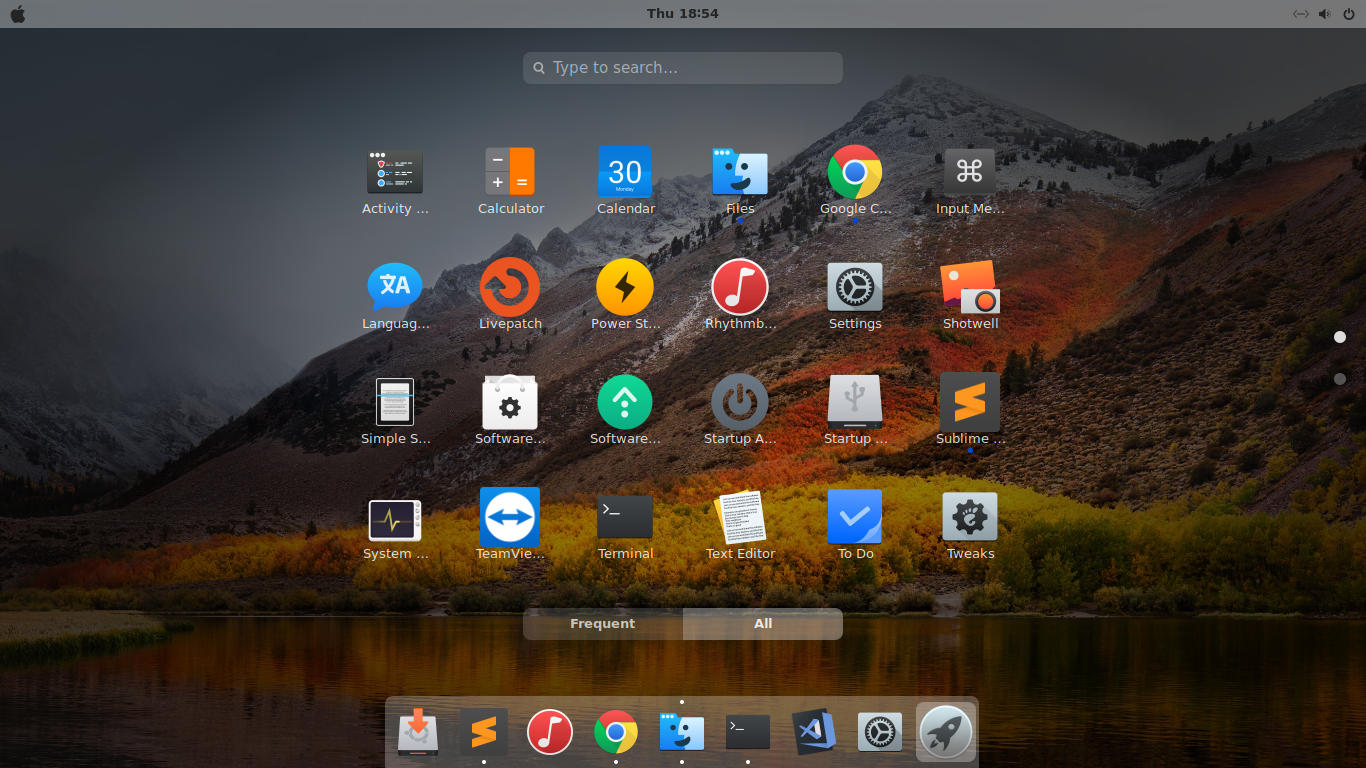 Thu 18:54
Type to search...
30
Monday
Activity ...
Calculator
Calendar
Files
Google C...
Input Me...
Languag...
Livepatch
Power St...
Rhythmb...
Settings
Shotwell
Simple S...
Software...
Software...
Startup A...
Startup ...
Sublime ...
System ...
TeamVie...
Terminal
Text Editor
To Do
Tweaks
Frequent
All